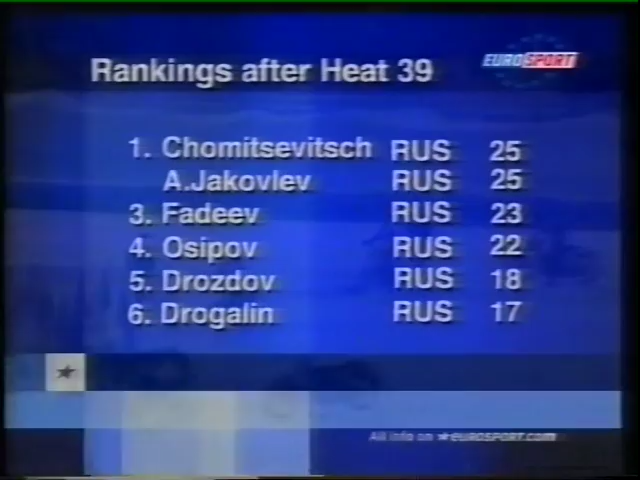 Rankings after Heat 39
EUROSPORT
1. Chomitsevitsch RUS 25
A.Jakovlev RUS 25
3. Fadeev RUS 23
4. Osipov RUS 22
5. Drozdov RUS 18
6. Drogalin RUS 17
All info on ★EUROSPORT.com